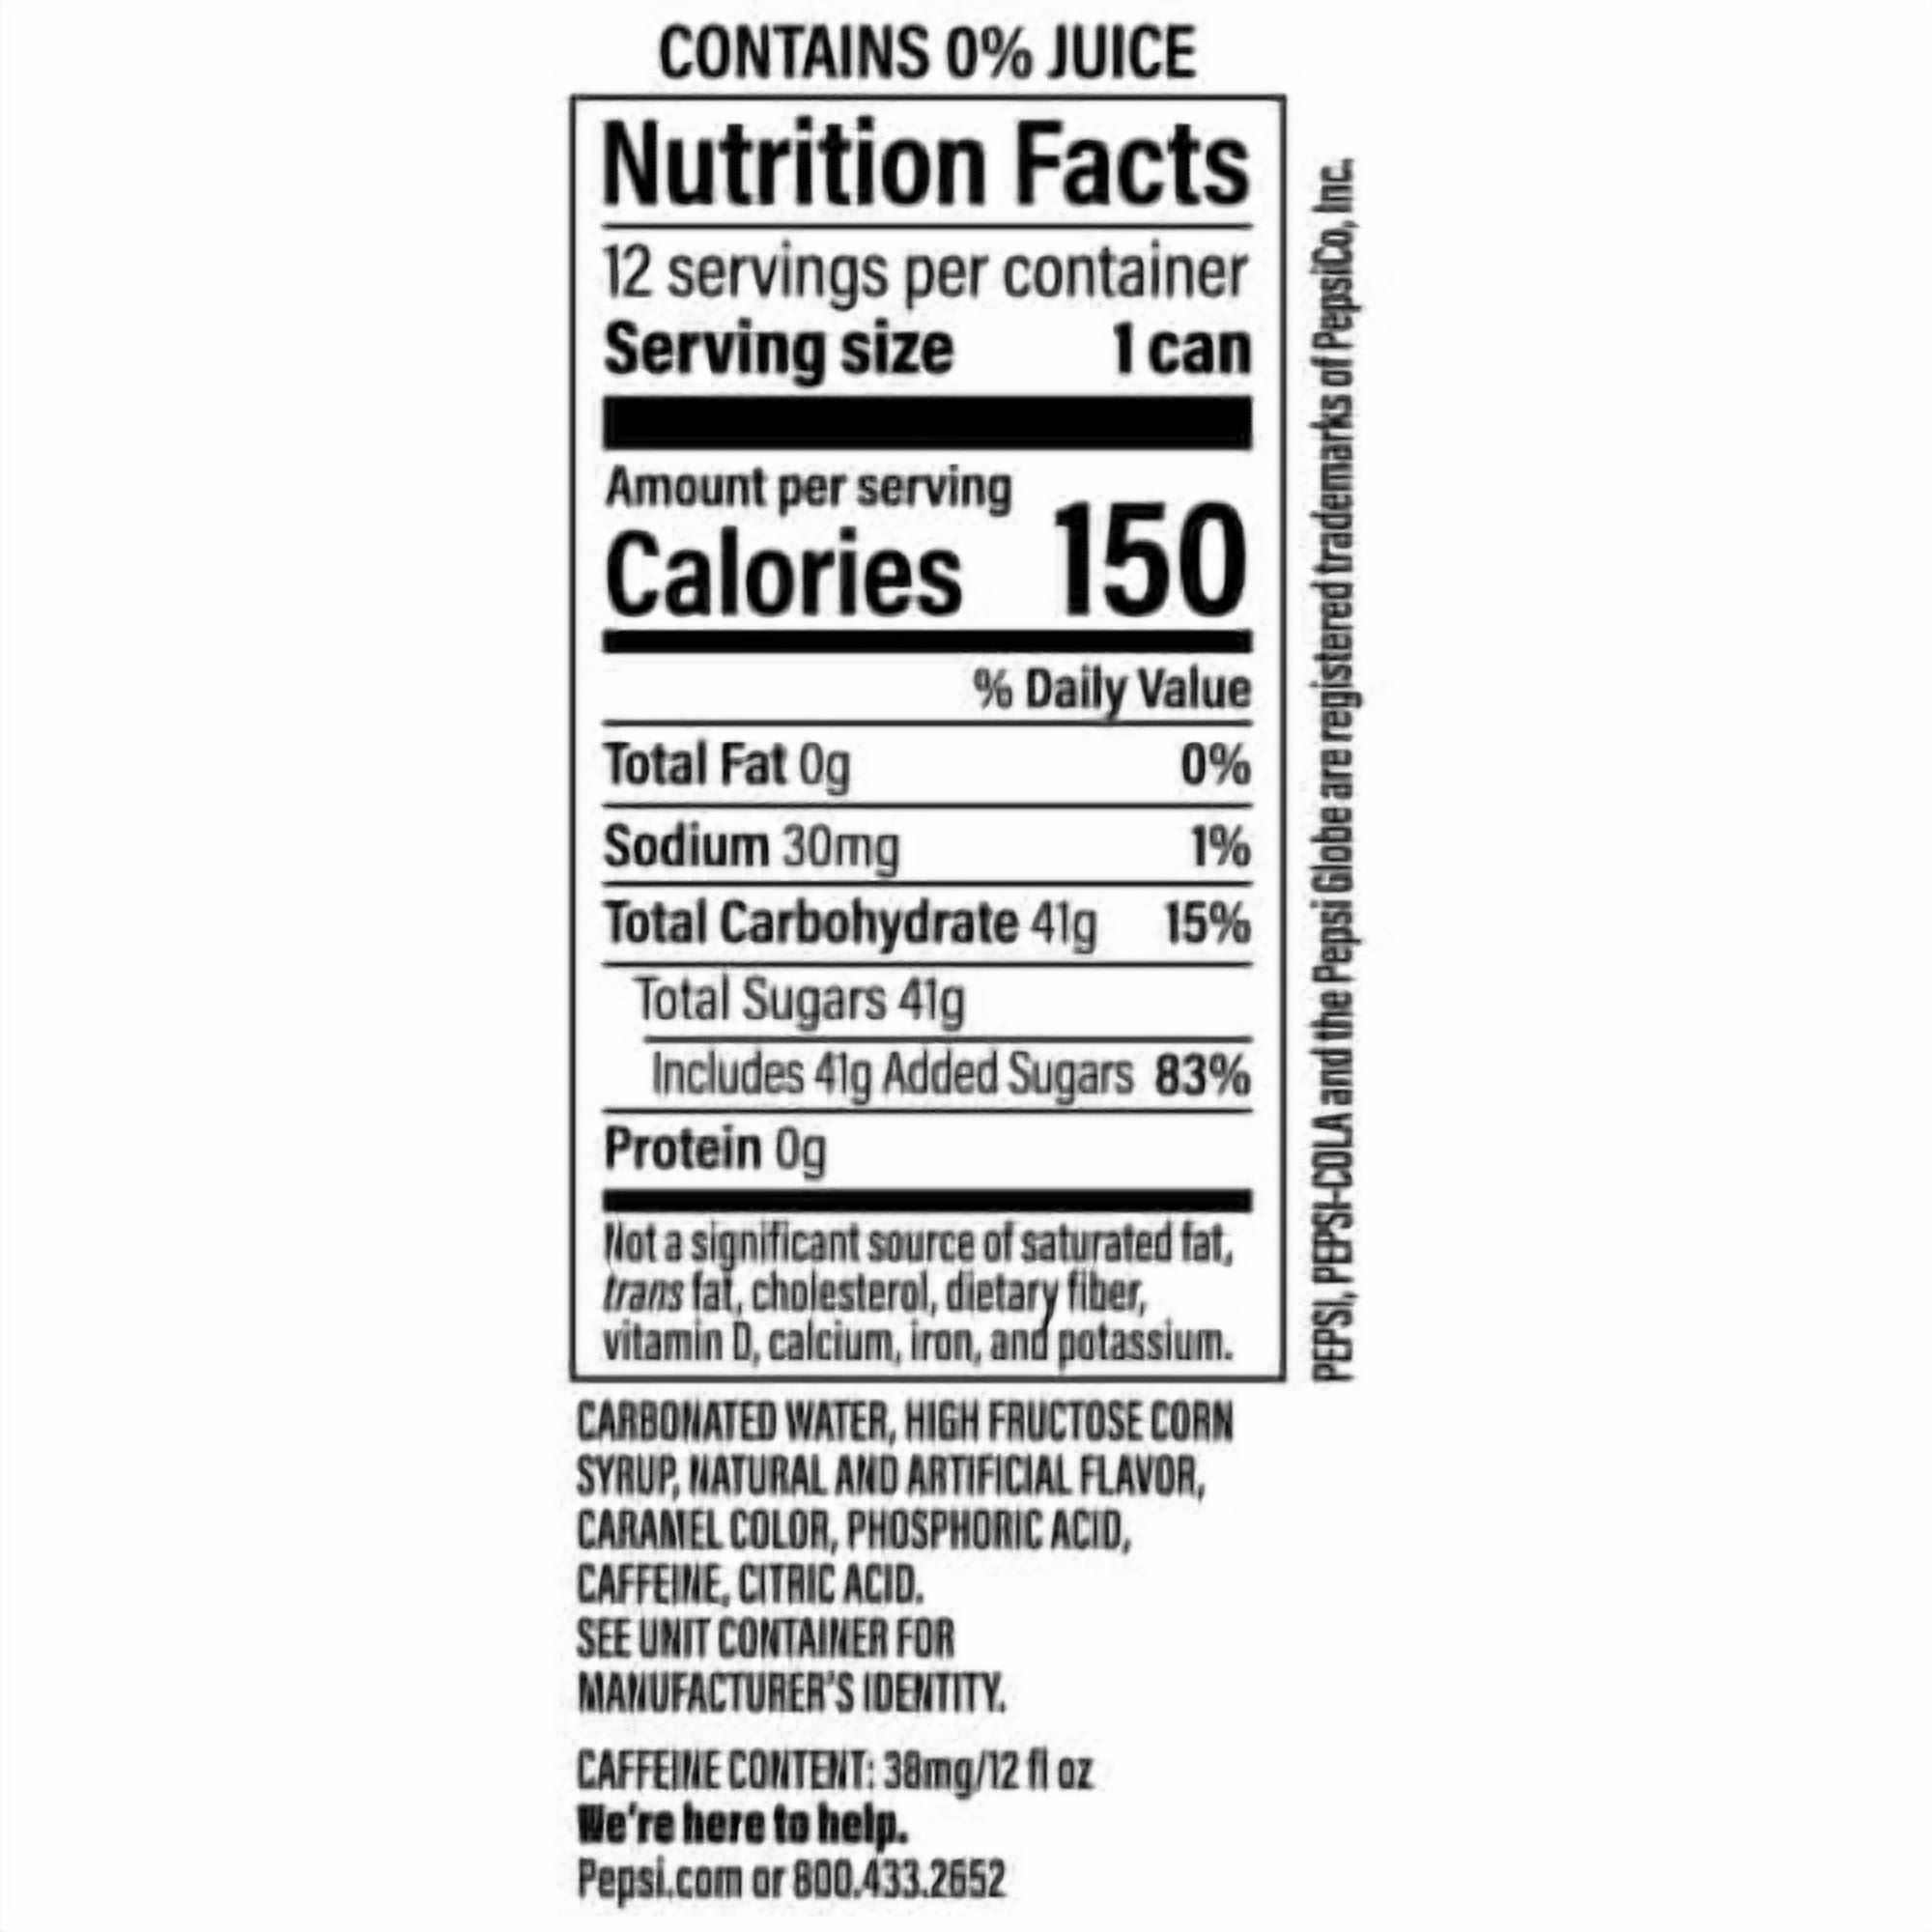 CONTAINS 0% JUICE
Nutrition Facts
12 servings per container
Serving size 1 can
Amount per serving
Calories 150
% Daily Value
Total Fat 0g 0%
Sodium 30mg 1%
Total Carbohydrate 41g 15%
Total Sugars 41g
Includes 41g Added Sugars 83%
Protein 0g
Not a significant source of saturated fat,
trans fat, cholesterol, dietary fiber,
vitamin D, calcium, iron, and potassium.
CARBONATED WATER, HIGH FRUCTOSE CORN
SYRUP, NATURAL AND ARTIFICIAL FLAVOR,
CARAMEL COLOR, PHOSPHORIC ACID,
CAFFEINE, CITRIC ACID.
SEE UNIT CONTAINER FOR
MANUFACTURER'S IDENTITY.
CAFFEINE CONTENT: 38mg/12 fl oz
We're here to help.
Pepsi.com or 800.433.2652
PEPSI, PEPSI-COLA and the Pepsi Globe are registered trademarks of PepsiCo, Inc.